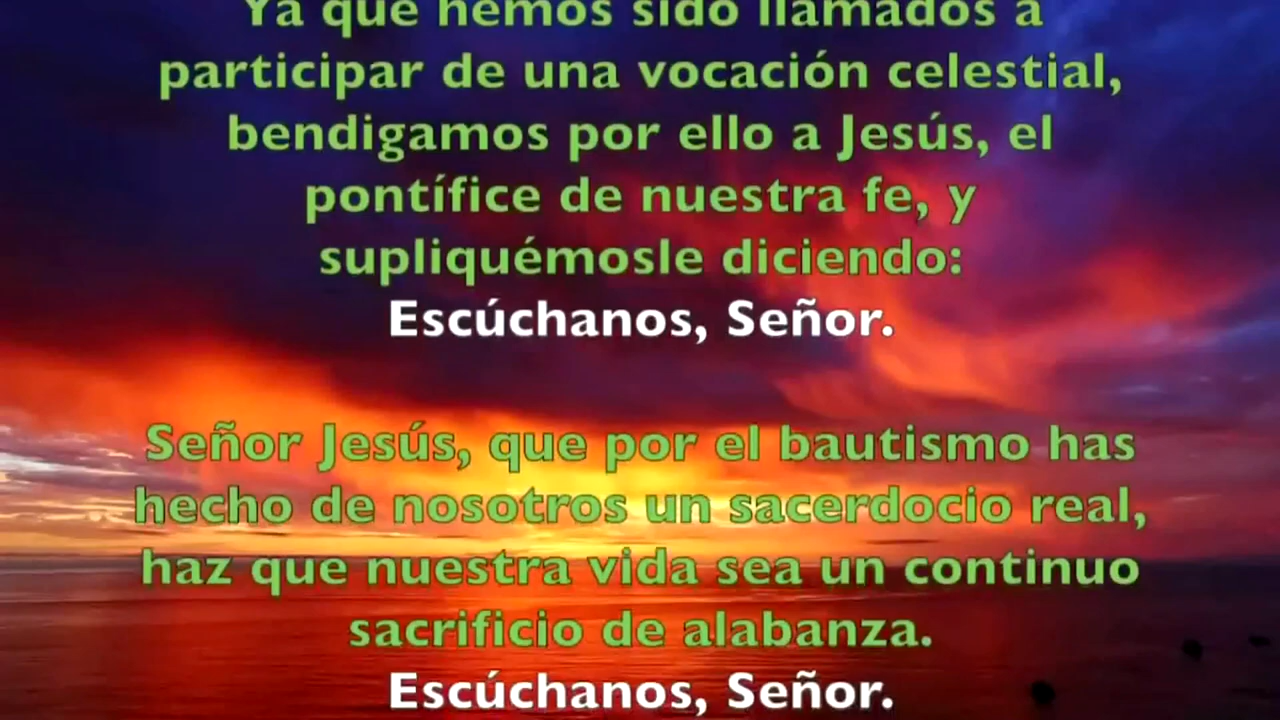 Ya que hemos sido llamados a
participar de una vocación celestial,
bendigamos por ello a Jesús, el
pontífice de nuestra fe, y
supliquémosle diciendo:
Escúchanos, Señor.
Señor Jesús, que por el bautismo has
hecho de nosotros un sacerdocio real,
haz que nuestra vida sea un continuo
sacrificio de alabanza.
Escúchanos, Señor.